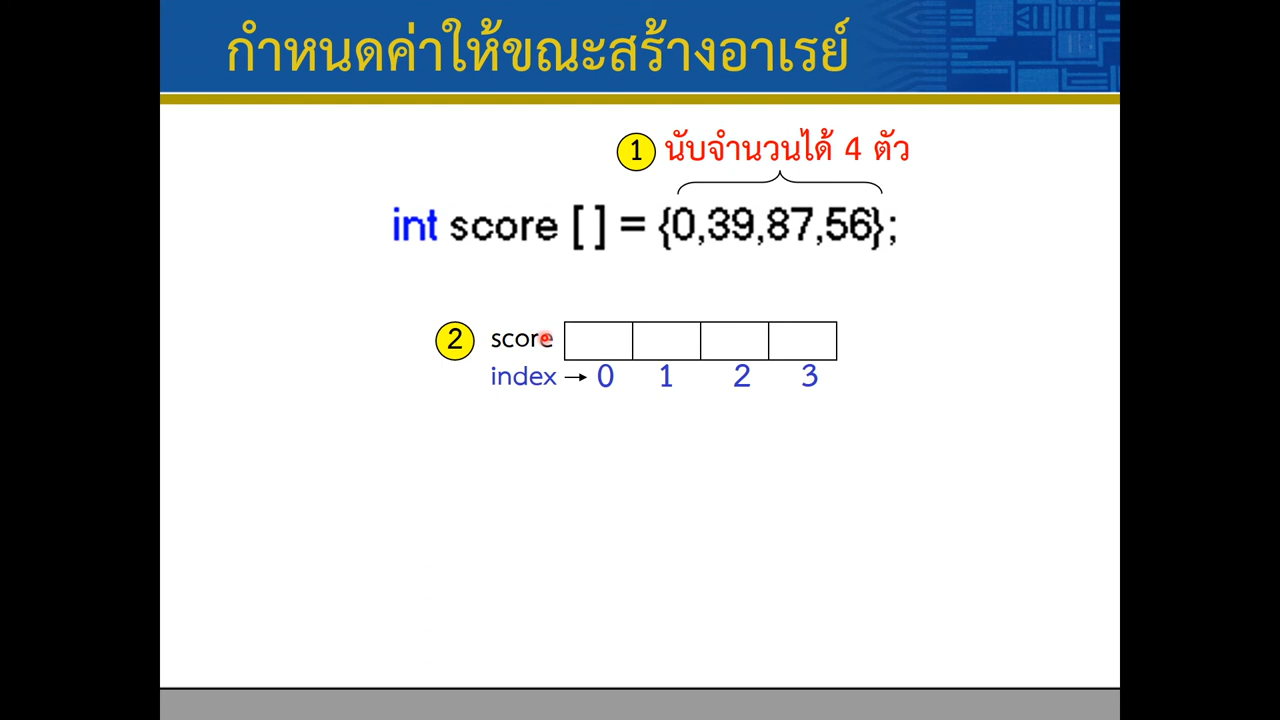 กำหนดค่าให้ขณะสร้างอาเรย์
1 นับจำนวนได้ 4 ตัว
int score [ ] = {0,39,87,56};
2 score
index → 0 1 2 3